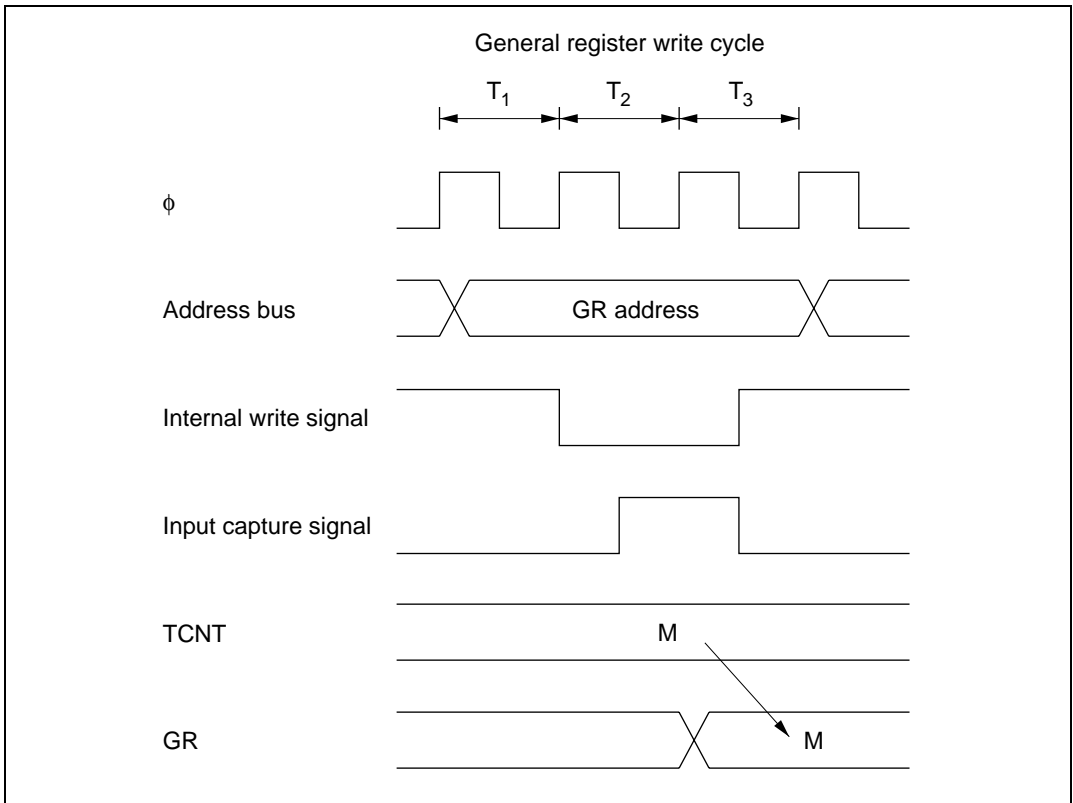 General register write cycle
T1 T2 T3
ϕ
Address bus GR address
Internal write signal
Input capture signal
TCNT M
GR M